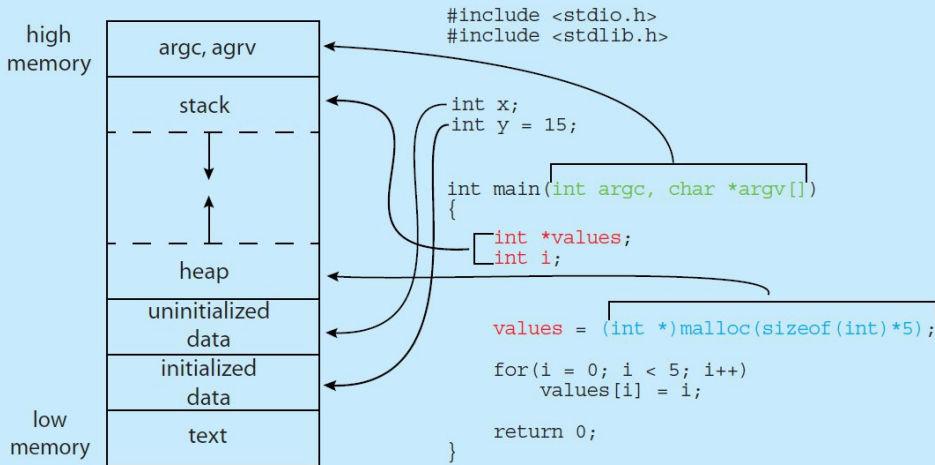 high
memory
argc, agrv
stack
heap
uninitialized
data
initialized
data
low
memory
text
#include <stdio.h>
#include <stdlib.h>
int x;
int y = 15;
int main(int argc, char *argv[])
{
int *values;
int i;
values = (int *)malloc(sizeof(int)*5);
for(i = 0; i < 5; i++)
values[i] = i;
return 0;
}